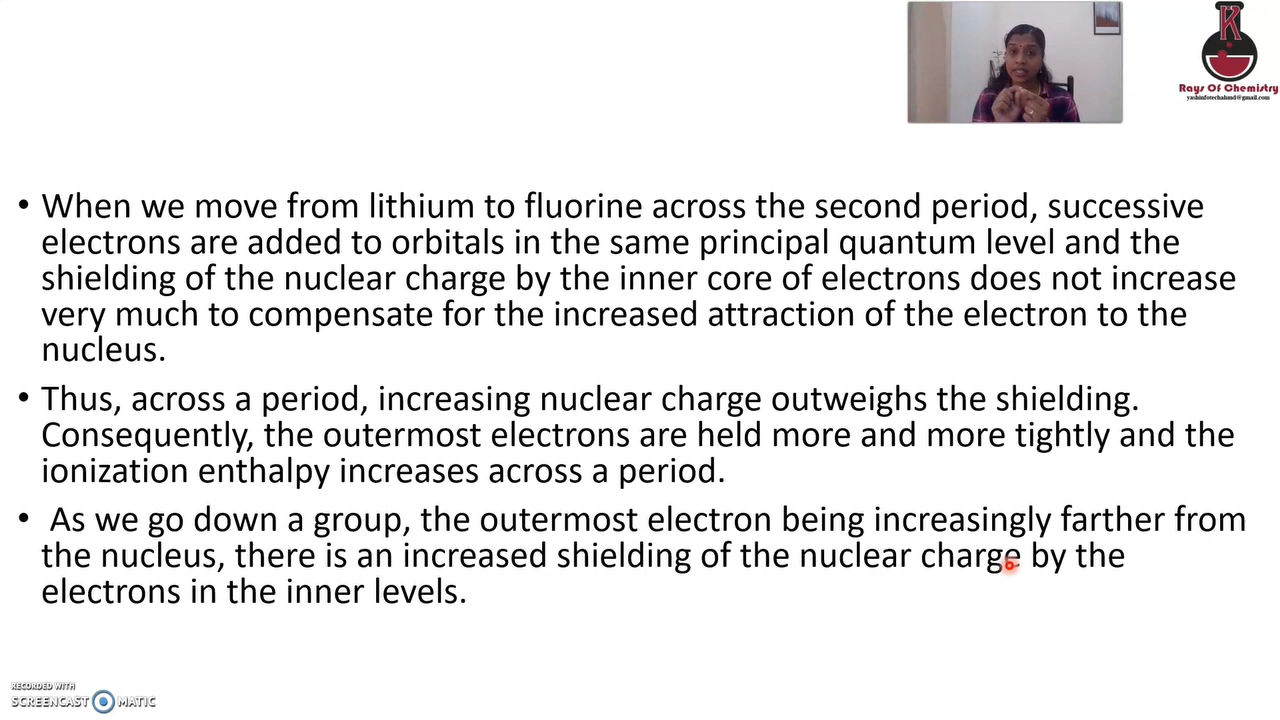 K
Rays Of Chemistry
yashinfotechahmd@gmail.com
• When we move from lithium to fluorine across the second period, successive
electrons are added to orbitals in the same principal quantum level and the
shielding of the nuclear charge by the inner core of electrons does not increase
very much to compensate for the increased attraction of the electron to the
nucleus.
• Thus, across a period, increasing nuclear charge outweighs the shielding.
Consequently, the outermost electrons are held more and more tightly and the
ionization enthalpy increases across a period.
• As we go down a group, the outermost electron being increasingly farther from
the nucleus, there is an increased shielding of the nuclear charge by the
electrons in the inner levels.
RECORDED WITH
SCREENCAST MATIC